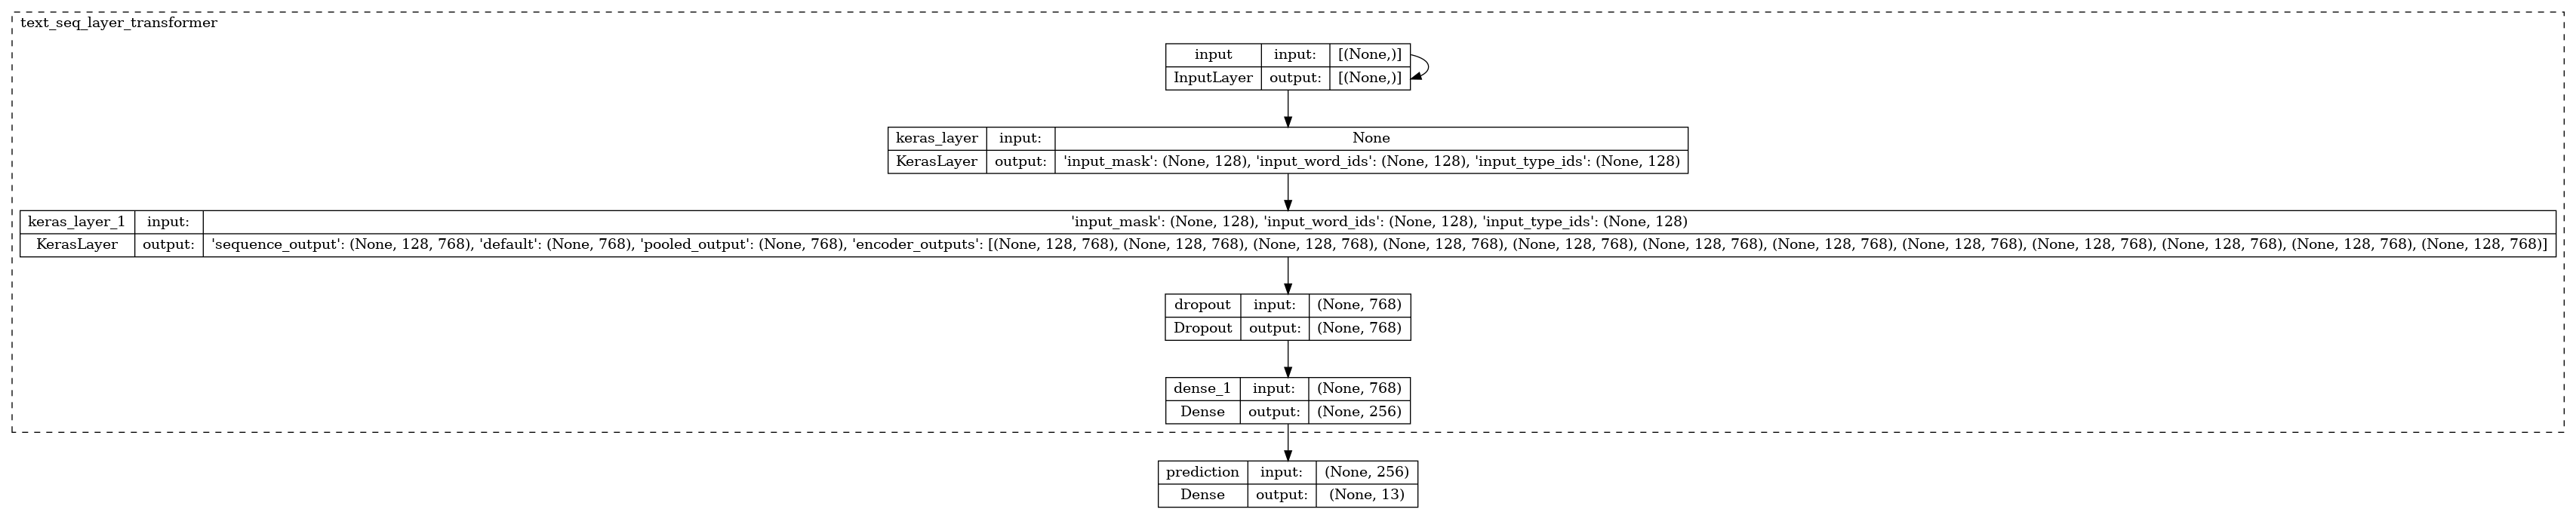 text_seq_layer_transformer
input input: [(None,)]
InputLayer output: [(None,)]
keras_layer input: None
KerasLayer output: 'input_mask': (None, 128), 'input_word_ids': (None, 128), 'input_type_ids': (None, 128)
keras_layer_1 input: 'input_mask': (None, 128), 'input_word_ids': (None, 128), 'input_type_ids': (None, 128)
KerasLayer output: 'sequence_output': (None, 128, 768), 'default': (None, 768), 'pooled_output': (None, 768), 'encoder_outputs': [(None, 128, 768), (None, 128, 768), (None, 128, 768), (None, 128, 768), (None, 128, 768), (None, 128, 768), (None, 128, 768), (None, 128, 768), (None, 128, 768), (None, 128, 768), (None, 128, 768), (None, 128, 768)]
dropout input: (None, 768)
Dropout output: (None, 768)
dense_1 input: (None, 768)
Dense output: (None, 256)
prediction input: (None, 256)
Dense output: (None, 13)